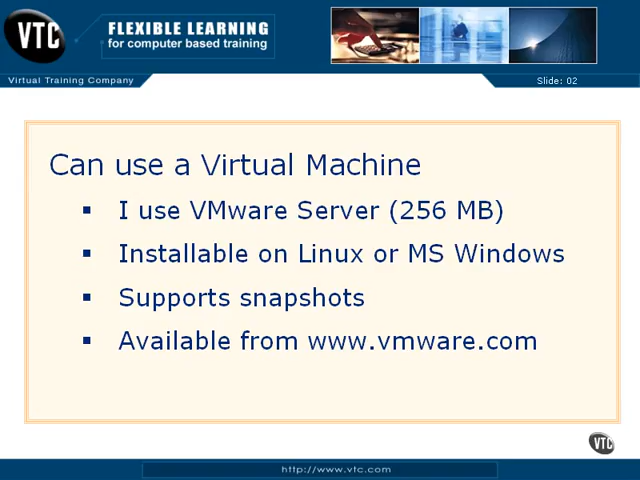 VTC
FLEXIBLE LEARNING
for computer based training
Virtual Training Company
Slide: 02
Can use a Virtual Machine
▪ I use VMware Server (256 MB)
▪ Installable on Linux or MS Windows
▪ Supports snapshots
▪ Available from www.vmware.com
VTC
http://www.vtc.com